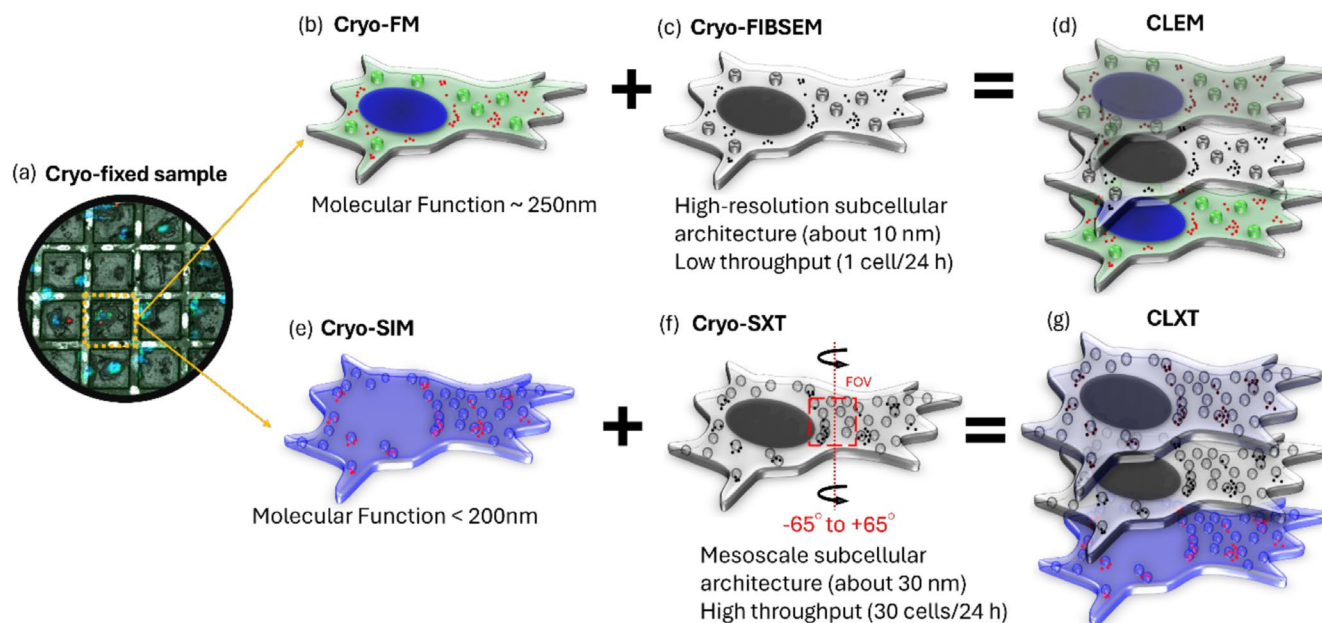 (a) Cryo-fixed sample
(b) Cryo-FM
Molecular Function ~ 250nm
(c) Cryo-FIBSEM
High-resolution subcellular
architecture (about 10 nm)
Low throughput (1 cell/24 h)
CLEM
(d)
(e) Cryo-SIM
Molecular Function < 200nm
(f) Cryo-SXT
FOV
-65° to +65°
Mesoscale subcellular
architecture (about 30 nm)
High throughput (30 cells/24 h)
(g) CLXT